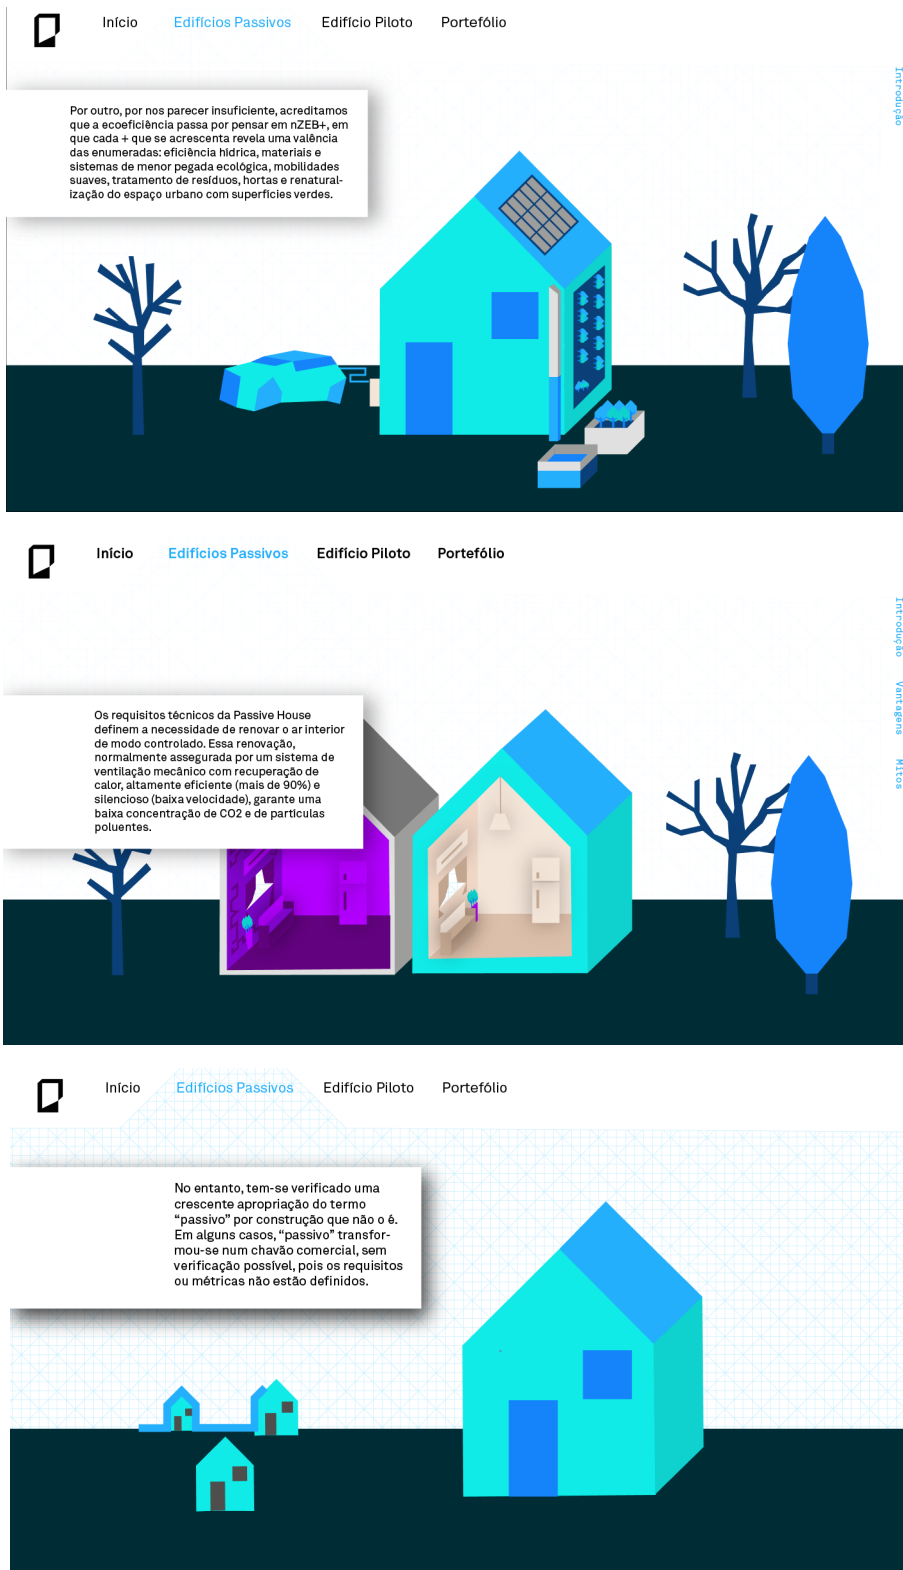 Início Edifícios Passivos Edifício Piloto Portefólio
Introdução
Por outro, por nos parecer insuficiente, acreditamos
que a ecoeficiência passa por pensar em nZEB+, em
que cada + que se acrescenta revela uma valência
das enumeradas: eficiência hídrica, materiais e
sistemas de menor pegada ecológica, mobilidades
suaves, tratamento de resíduos, hortas e renatural-
ização do espaço urbano com superfícies verdes.
Início Edifícios Passivos Edifício Piloto Portefólio
Introdução
Vantagens
Mitos
Os requisitos técnicos da Passive House
definem a necessidade de renovar o ar interior
de modo controlado. Essa renovação,
normalmente assegurada por um sistema de
ventilação mecânico com recuperação de
calor, altamente eficiente (mais de 90%) e
silencioso (baixa velocidade), garante uma
baixa concentração de CO2 e de partículas
poluentes.
Início Edifícios Passivos Edifício Piloto Portefólio
No entanto, tem-se verificado uma
crescente apropriação do termo
“passivo” por construção que não o é.
Em alguns casos, “passivo” transfor-
mou-se num chavão comercial, sem
verificação possível, pois os requisitos
ou métricas não estão definidos.